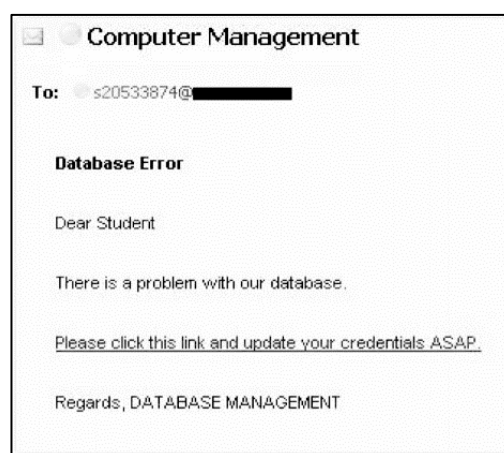 Computer Management
To: s20533874@
Database Error
Dear Student
There is a problem with our database.
Please click this link and update your credentials ASAP.
Regards, DATABASE MANAGEMENT